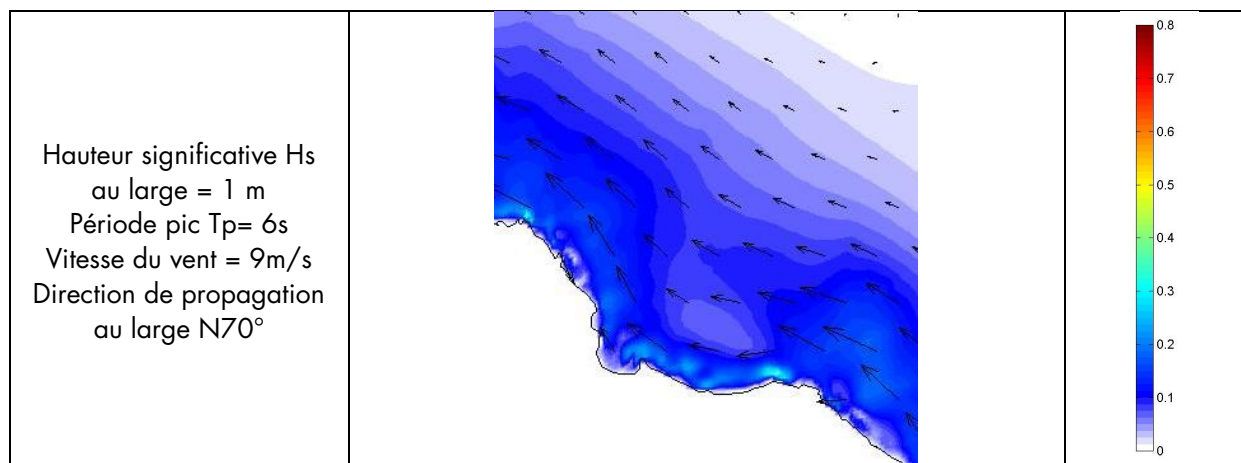 Hauteur significative Hs
au large = 1 m
Période pic Tp= 6s
Vitesse du vent = 9m/s
Direction de propagation
au large N70°
0.8
0.7
0.6
0.5
0.4
0.3
0.2
0.1
0